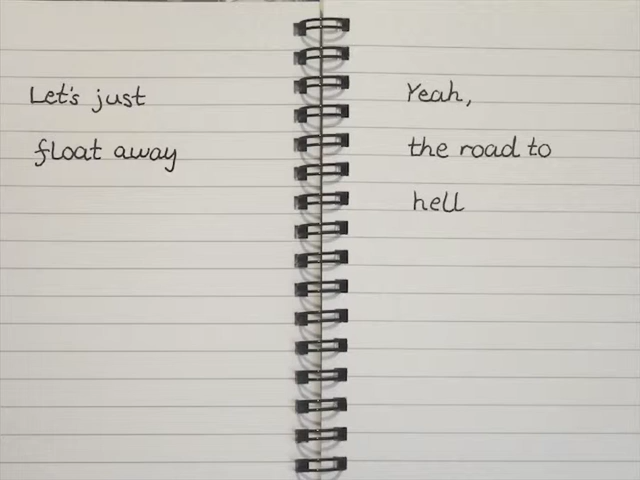 Let's just
float away
Yeah,
the road to
hell